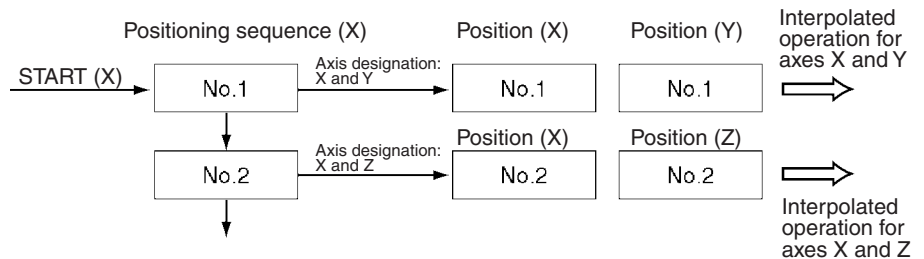 Positioning sequence (X)
Position (X)
Position (Y)
Interpolated
operation for
axes X and Y
START (X)
No.1
Axis designation:
X and Y
No.1
No.1
Position (X)
Position (Z)
No.2
Axis designation:
X and Z
No.2
No.2
Interpolated
operation for
axes X and Z